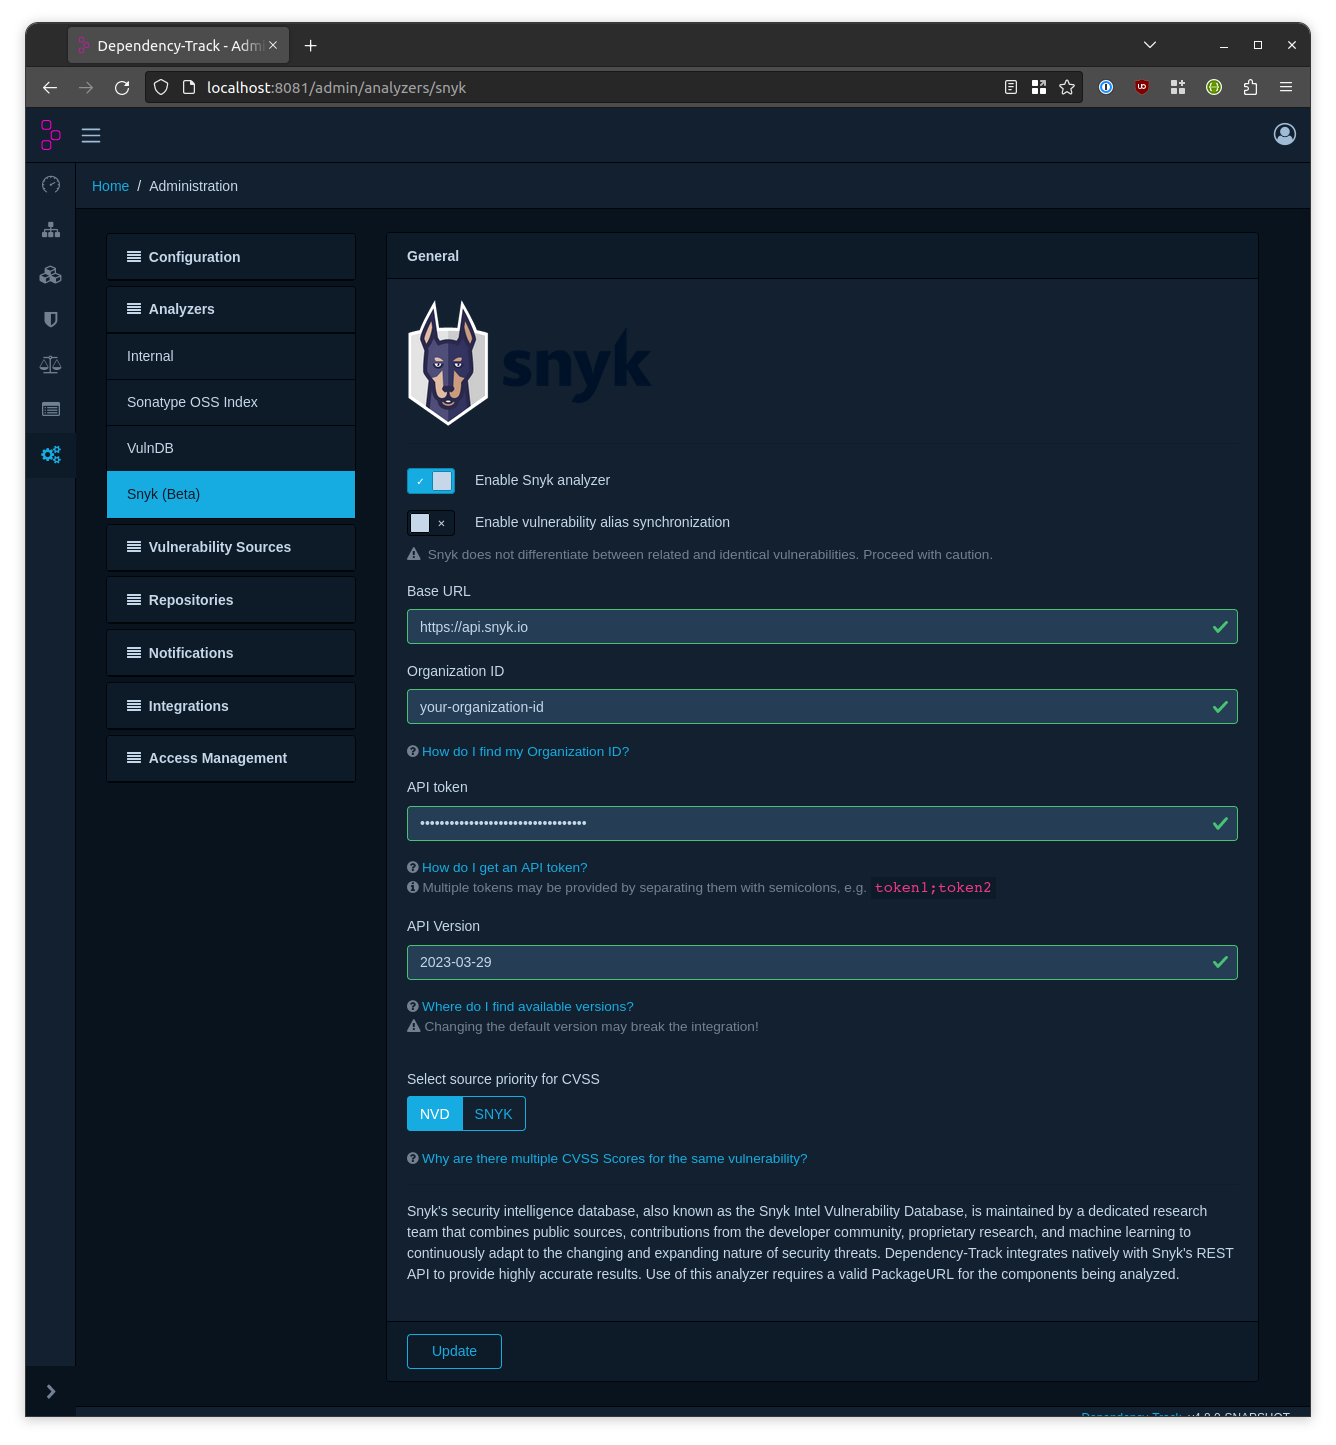 Dependency-Track - Admi
localhost:8081/admin/analyzers/snyk
Home / Administration
Configuration
Analyzers
Internal
Sonatype OSS Index
VulnDB
Snyk (Beta)
Vulnerability Sources
Repositories
Notifications
Integrations
Access Management
General
snyk
Enable Snyk analyzer
Enable vulnerability alias synchronization
Snyk does not differentiate between related and identical vulnerabilities. Proceed with caution.
Base URL
https://api.snyk.io
Organization ID
your-organization-id
How do I find my Organization ID?
API token
••••••••••••••••••••••••••••••••••
How do I get an API token?
Multiple tokens may be provided by separating them with semicolons, e.g. token1;token2
API Version
2023-03-29
Where do I find available versions?
Changing the default version may break the integration!
Select source priority for CVSS
NVD SNYK
Why are there multiple CVSS Scores for the same vulnerability?
Snyk's security intelligence database, also known as the Snyk Intel Vulnerability Database, is maintained by a dedicated research
team that combines public sources, contributions from the developer community, proprietary research, and machine learning to
continuously adapt to the changing and expanding nature of security threats. Dependency-Track integrates natively with Snyk's REST
API to provide highly accurate results. Use of this analyzer requires a valid PackageURL for the components being analyzed.
Update
Dependency-Track v4.8.0-SNAPSHOT